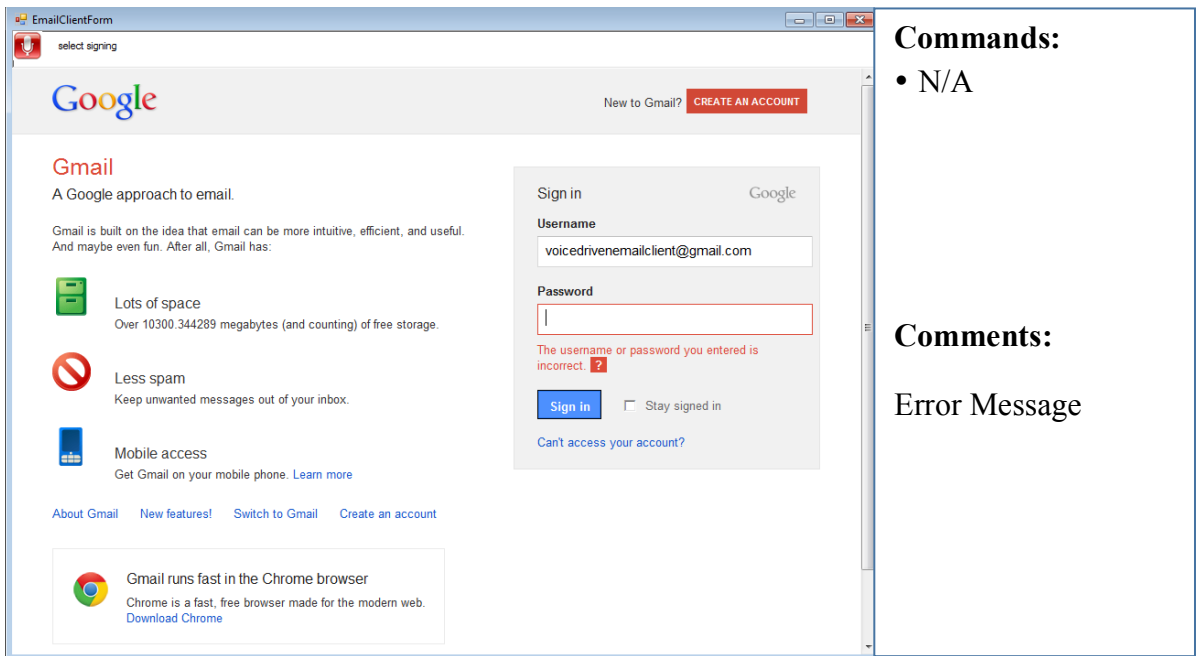 EmailClientForm
select signing
Google
New to Gmail? CREATE AN ACCOUNT
Gmail
A Google approach to email.
Gmail is built on the idea that email can be more intuitive, efficient, and useful.
And maybe even fun. After all, Gmail has:
Lots of space
Over 10300.344289 megabytes (and counting) of free storage.
Less spam
Keep unwanted messages out of your inbox.
Mobile access
Get Gmail on your mobile phone. Learn more
About Gmail New features! Switch to Gmail Create an account
Gmail runs fast in the Chrome browser
Chrome is a fast, free browser made for the modern web.
Download Chrome
Sign in Google
Username
voicedrivenemailclient@gmail.com
Password
The username or password you entered is
incorrect. ?
Sign in Stay signed in
Can't access your account?
Commands:
• N/A
Comments:
Error Message